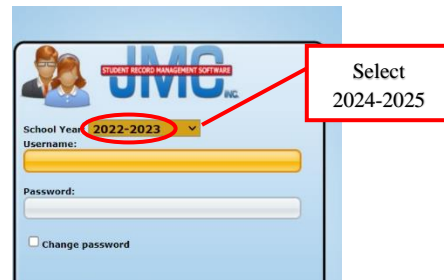 STUDENT RECORD MANAGEMENT SOFTWARE
JMC
INC.
Select
2024-2025
School Year 2022-2023
Username:
Password:
Change password